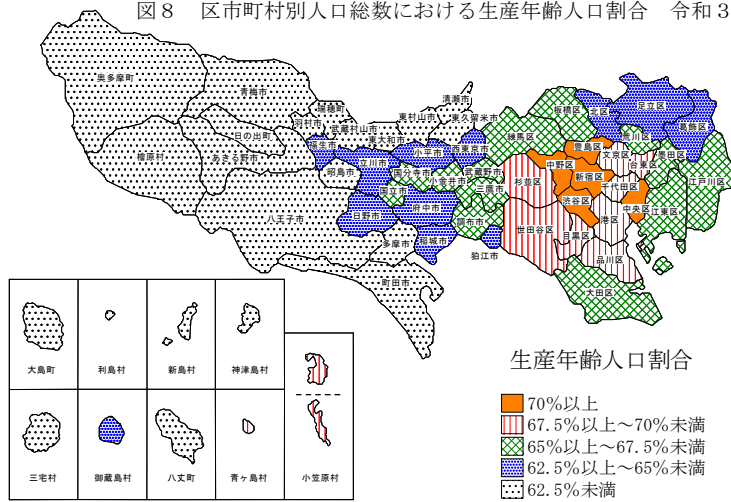 図8 区市町村別人口総数における生産年齢人口割合 令和3
奥多摩町
青梅市
瑞穂町
清瀬市
東村山市
東久留米市
板橋区
北区
足立区
羽村市
武蔵村山市
日の出町
福生市
東大和市
小平市
西東京市
練馬区
豊島区
荒川区
葛飾区
檜原村
あきる野市
昭島市
立川市
国分寺市
小金井市
武蔵野市
三鷹市
杉並区
中野区
新宿区
文京区
台東区
墨田区
江戸川区
千代田区
国立市
八王子市
日野市
府中市
調布市
渋谷区
中央区
江東区
世田谷区
目黒区
港区
多摩市
稲城市
狛江市
品川区
町田市
大田区
大島町
利島村
新島村
神津島村
三宅村
御蔵島村
八丈町
青ヶ島村
小笠原村
生産年齢人口割合
70%以上
67.5%以上～70%未満
65%以上～67.5%未満
62.5%以上～65%未満
62.5%未満